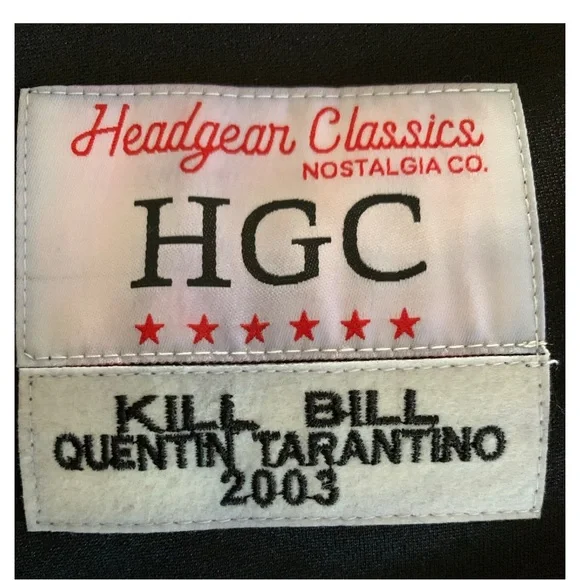 Headgear Classics
NOSTALGIA CO.
HGC
KILL BILL
QUENTIN TARANTINO
2003